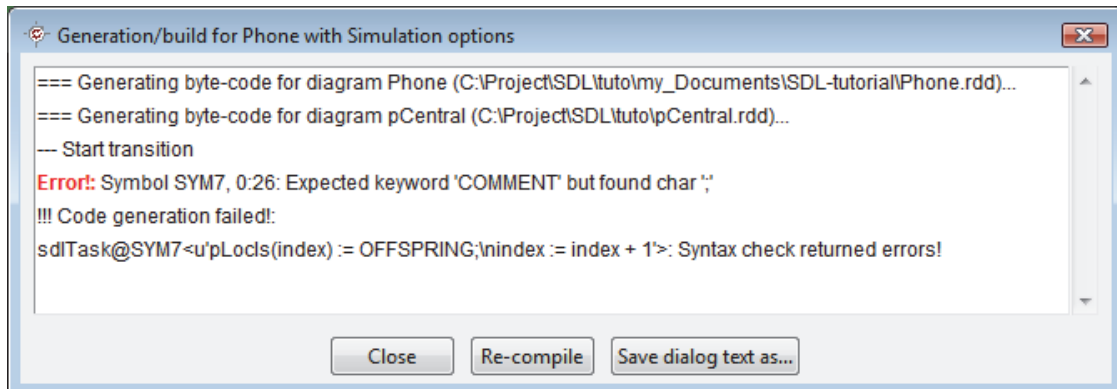 Generation/build for Phone with Simulation options
=== Generating byte-code for diagram Phone (C:\Project\SDL\tuto\my_Documents\SDL-tutorial\Phone.rdd)...
=== Generating byte-code for diagram pCentral (C:\Project\SDL\tuto\pCentral.rdd)...
--- Start transition
Error!: Symbol SYM7, 0:26: Expected keyword 'COMMENT' but found char ';'
!!! Code generation failed!:
sdlTask@SYM7<u'pLocls(index) := OFFSPRING;\nindex := index + 1'>: Syntax check returned errors!
Close Re-compile Save dialog text as...